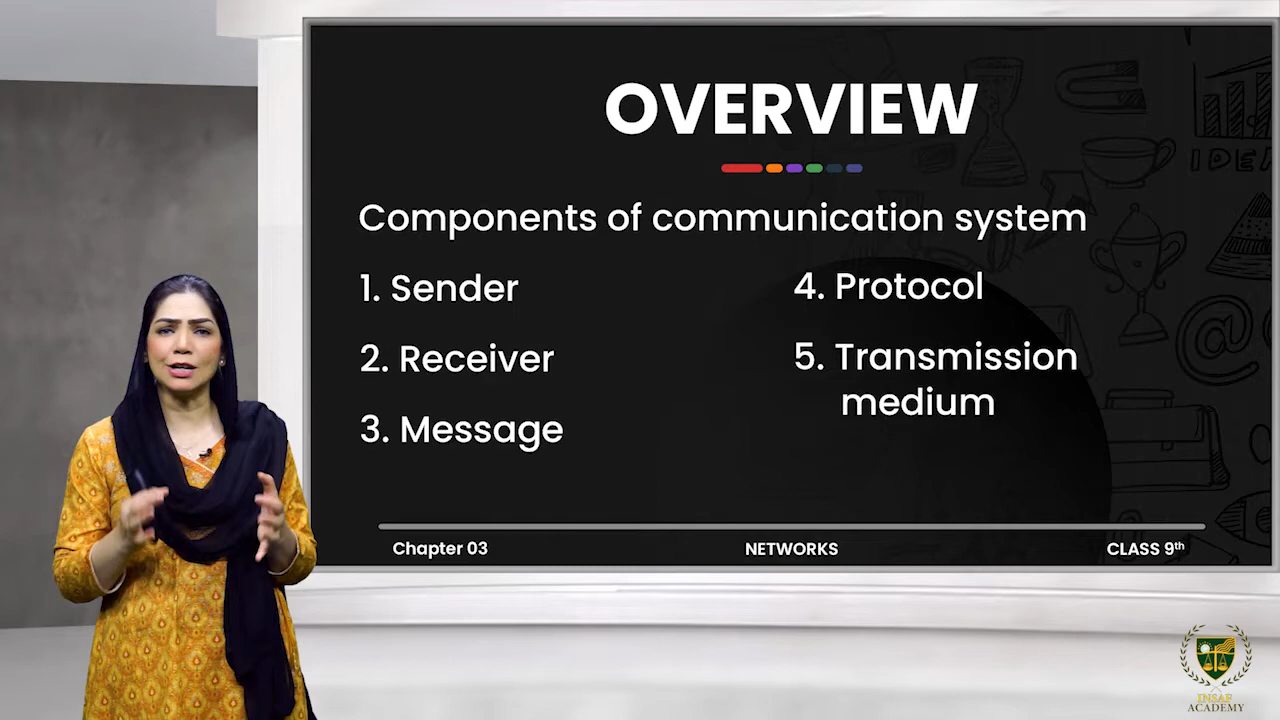 OVERVIEW
Components of communication system
1. Sender
2. Receiver
3. Message
4. Protocol
5. Transmission
medium
Chapter 03
NETWORKS
CLASS 9th
IDEA
INSAF
ACADEMY